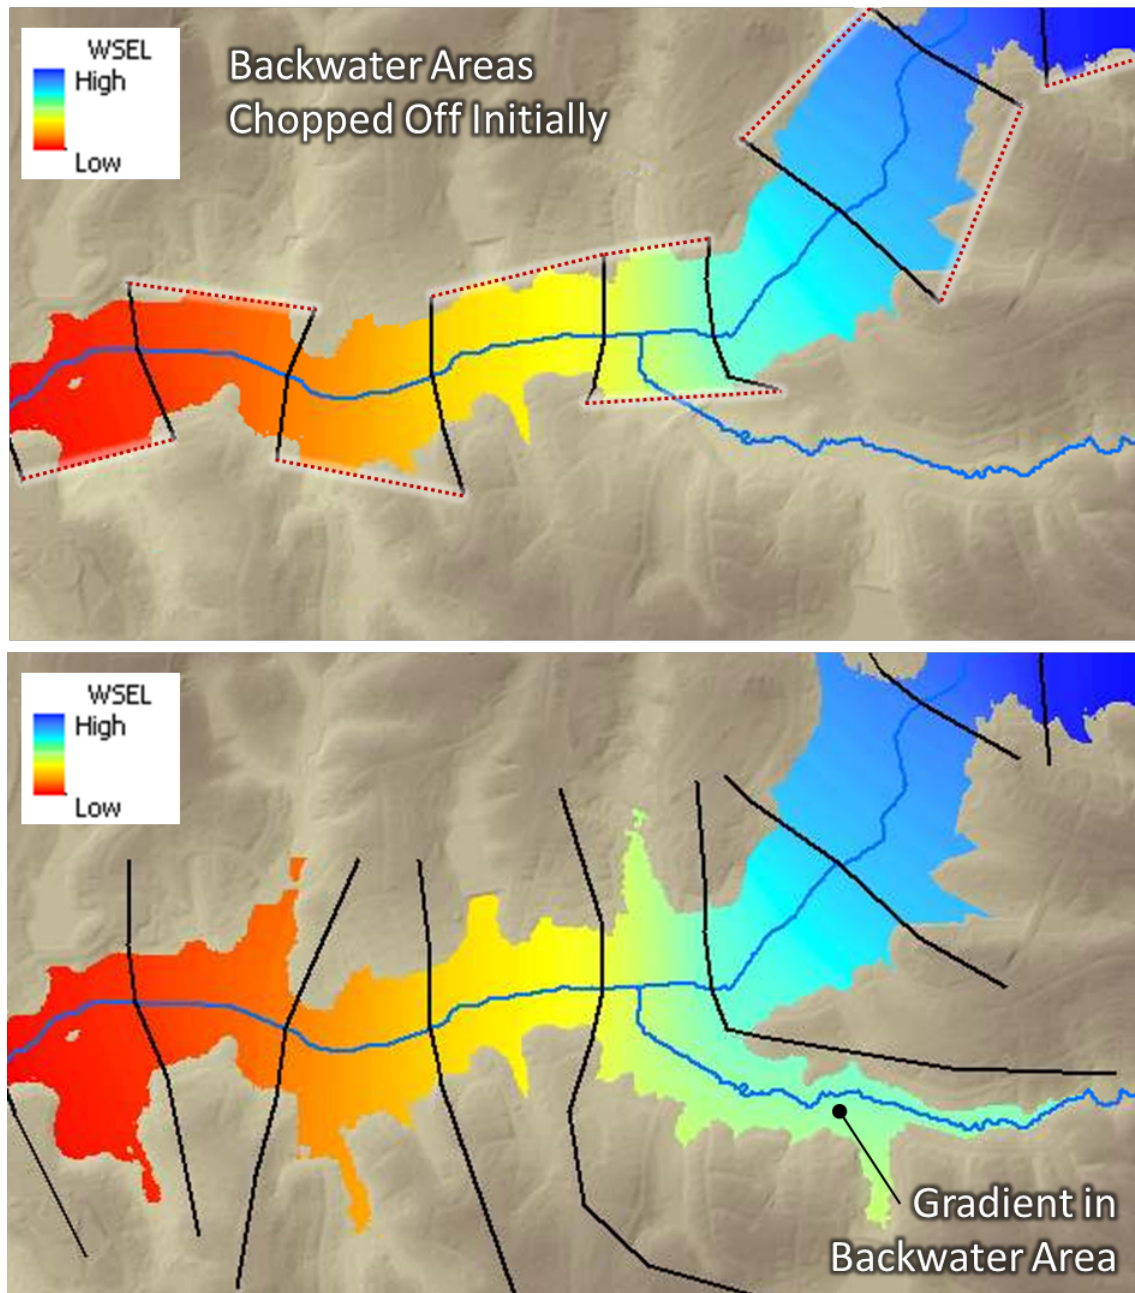 WSEL
High
Low
Backwater Areas
Chopped Off Initially
WSEL
High
Low
Gradient in
Backwater Area